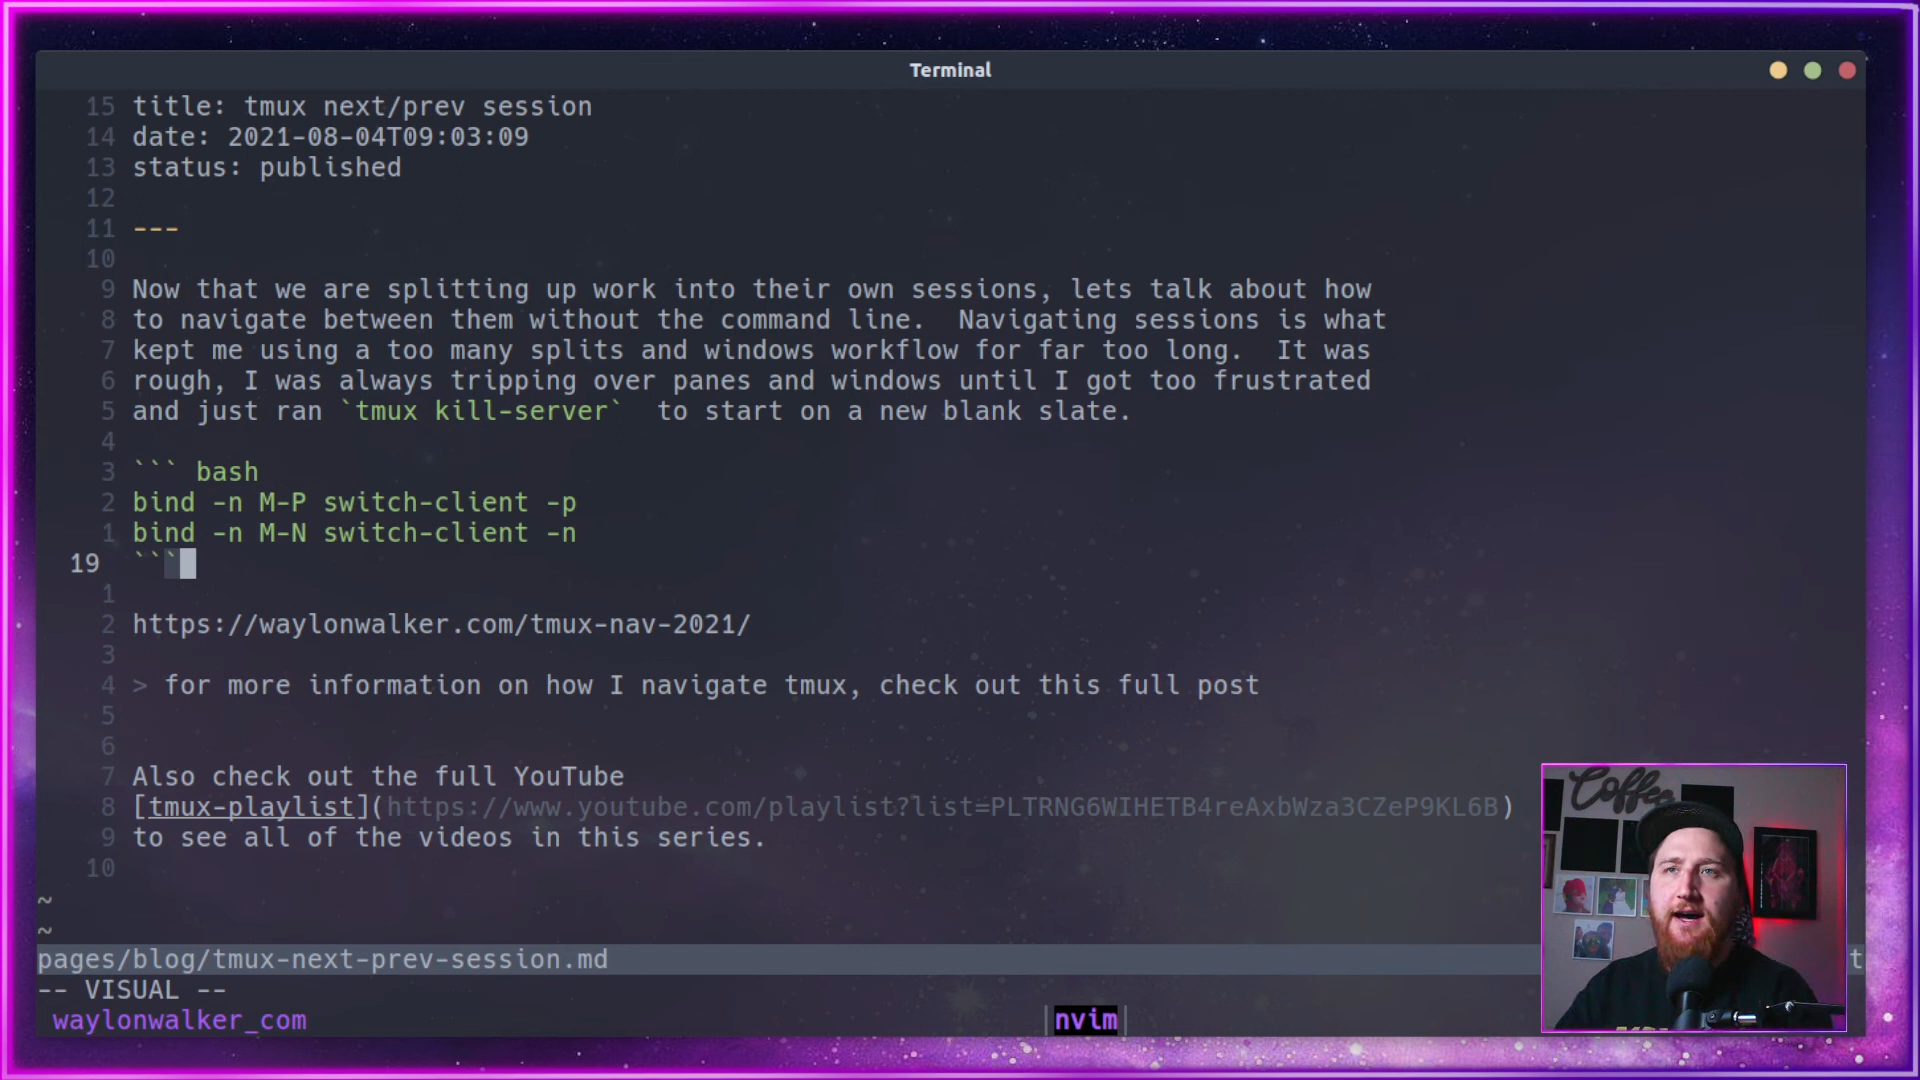 Terminal
15 title: tmux next/prev session
14 date: 2021-08-04T09:03:09
13 status: published
12
11 ---
10
9 Now that we are splitting up work into their own sessions, lets talk about how
8 to navigate between them without the command line.  Navigating sessions is what
7 kept me using a too many splits and windows workflow for far too long.  It was
6 rough, I was always tripping over panes and windows until I got too frustrated
5 and just ran `tmux kill-server`  to start on a new blank slate.
4
3 ``` bash
2 bind -n M-P switch-client -p
1 bind -n M-N switch-client -n
19 ```
1
2 https://waylonwalker.com/tmux-nav-2021/
3
4 > for more information on how I navigate tmux, check out this full post
5
6
7 Also check out the full YouTube
8 [tmux-playlist](https://www.youtube.com/playlist?list=PLTRNG6WIHETB4reAxbWza3CZeP9KL6B)
9 to see all of the videos in this series.
10
~
~
pages/blog/tmux-next-prev-session.md t
-- VISUAL --
waylonwalker_com |nvim|
Coffee